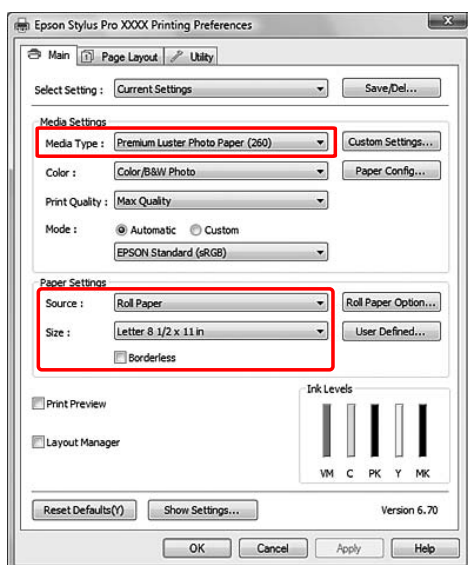 Epson Stylus Pro XXXX Printing Preferences
Main Page Layout Utility
Select Setting : Current Settings Save/Del...
Media Settings
Media Type : Premium Luster Photo Paper (260) Custom Settings...
Color : Color/B&W Photo Paper Config...
Print Quality : Max Quality
Mode : Automatic Custom
EPSON Standard (sRGB)
Paper Settings
Source : Roll Paper Roll Paper Option...
Size : Letter 8 1/2 x 11 in User Defined...
Borderless
Ink Levels
Print Preview
Layout Manager
VM C PK Y MK
Reset Defaults(Y) Show Settings... Version 6.70
OK Cancel Apply Help